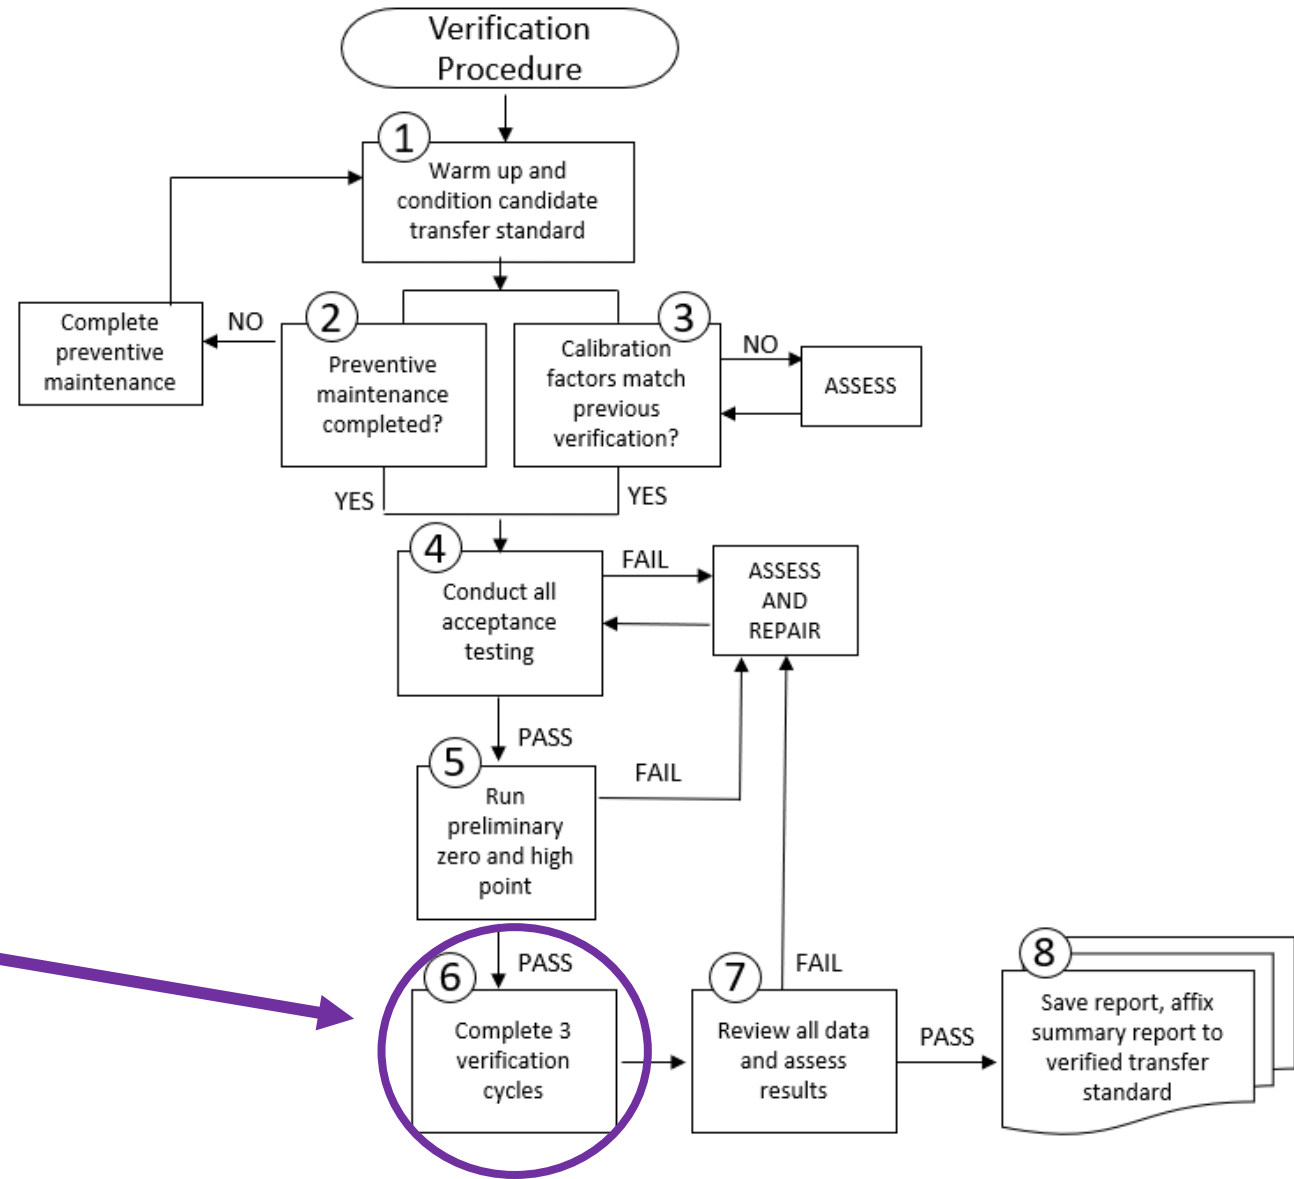 Verification
Procedure
1
Warm up and
condition candidate
transfer standard
Complete
preventive
maintenance
NO
2
Preventive
maintenance
completed?
3
Calibration
factors match
previous
verification?
NO
ASSESS
YES
YES
4
Conduct all
acceptance
testing
FAIL
ASSESS
AND
REPAIR
PASS
5
Run
preliminary
zero and high
point
FAIL
PASS
6
Complete 3
verification
cycles
7
Review all data
and assess
results
FAIL
PASS
8
Save report, affix
summary report to
verified transfer
standard